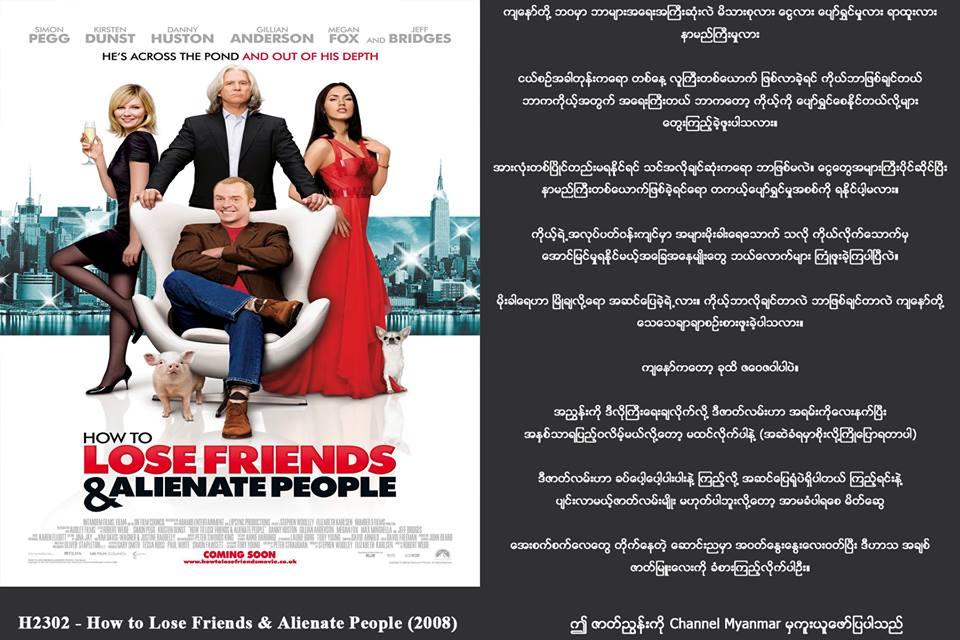 SIMON PEGG KIRSTEN DUNST DANNY HUSTON GILLIAN ANDERSON MEGAN FOX AND JEFF BRIDGES
HE'S ACROSS THE POND AND OUT OF HIS DEPTH
HOW TO
LOSE FRIENDS
& ALIENATE PEOPLE
COMING SOON
www.howtolosefriendsmovie.co.uk
H2302 - How to Lose Friends & Alienate People (2008)
ကျနော်တို့ ဘဝမှာ ဘာများအရေးအကြီးဆုံးလဲ မိသားစုလား ငွေလား ပျော်ရွှင်မှုလား ရာထူးလား
နာမည်ကြီးမှုလား
ငယ်စဉ်အခါတုန်းကရော တစ်နေ့ လူကြီးတစ်ယောက် ဖြစ်လာခဲ့ရင် ကိုယ်ဘာဖြစ်ချင်တယ်
ဘာကကိုယ့်အတွက် အရေးကြီးတယ် ဘာကတော့ ကိုယ့်ကို ပျော်ရွှင်စေနိုင်တယ်လို့များ
တွေးကြည့်ခဲ့ဖူးပါသလား။
အားလုံးတစ်ပြိုင်တည်းမရနိုင်ရင် သင်အလိုချင်ဆုံးကရော ဘာဖြစ်မလဲ။ ငွေတွေအများကြီးပိုင်ဆိုင်ပြီး
နာမည်ကြီးတစ်ယောက်ဖြစ်ခဲ့ရင်ရော တကယ့်ပျော်ရွှင်မှုအစစ်ကို ရနိုင်ပါ့မလား။
ကိုယ့်ရဲ့အလုပ်ပတ်ဝန်းကျင်မှာ အများမိုးခါးရေသောက် သလို ကိုယ်လိုက်သောက်မှ
အောင်မြင်မှုရနိုင်မယ့်အခြေအနေမျိုးတွေ ဘယ်လောက်များ ကြုံဖူးခဲ့ကြပါပြီလဲ။
မိုးခါရေဟာ မြိုချလို့ရော အဆင်ပြေခဲ့ရဲ့လား။ ကိုယ့်ဘာလိုချင်တာလဲ ဘာဖြစ်ချင်တာလဲ ကျနော်တို့
သေသေချာချာစဉ်းစားဖူးခဲ့ပါသလား။
ကျနော်ကတော့ ခုထိ ဇဝေဇဝါပါပဲ။
အညွှန်းကို ဒီလိုကြီးရေးချလိုက်လို့ ဒီဇာတ်လမ်းဟာ အရမ်းကိုလေးနက်ပြီး
အနှစ်သာရပြည့်ဝလိမ့်မယ်လို့တော့ မထင်လိုက်ပါနဲ့ (အဆဲခံရမှာစိုးလို့ကြိုပြောရတာပါ)
ဒီဇာတ်လမ်းဟာ ခပ်ပေါ့ပေါ့ပါးပါးနဲ့ ကြည့်လို့ အဆင်ပြေရုံပဲရှိပါတယ် ကြည့်ရင်းနဲ့
ပျင်းလာမယ့်ဇာတ်လမ်းမျိုး မဟုတ်ပါဘူးလို့တော့ အာမခံပါရစေ မိတ်ဆွေ
အေးစက်စက်လေတွေ တိုက်နေတဲ့ ဆောင်းညမှာ အဝတ်နွေးနွေးလေးဝတ်ပြီး ဒီဟာသ အချစ်
ဇာတ်မြူးလေးကို ခံစားကြည့်လိုက်ပါဦး။
ဤ ဇာတ်ညွှန်းကို Channel Myanmar မှကူးယူဖော်ပြပါသည်